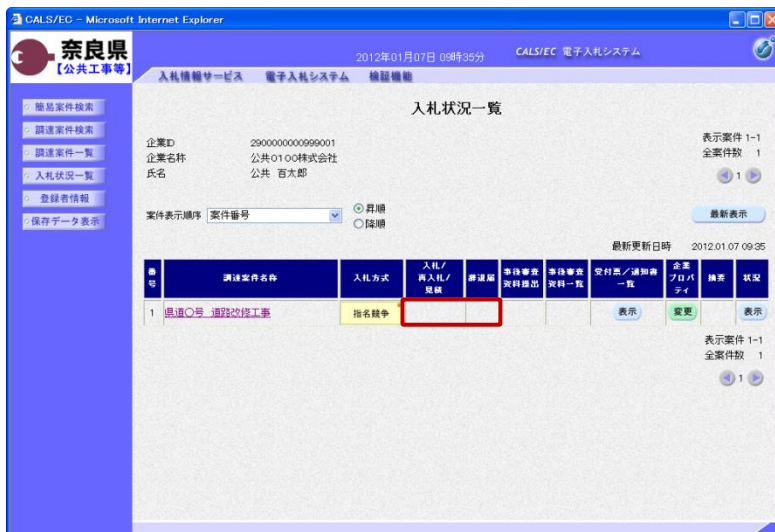 CALS/EC - Microsoft Internet Explorer
奈良県
【公共工事等】
2012年01月07日 09時35分
CALS/EC 電子入札システム
入札情報サービス 電子入札システム 検証機能
簡易案件検索
調達案件検索
調達案件一覧
入札状況一覧
登録者情報
保存データ表示
入札状況一覧
企業ID 2900000000999001
企業名称 公共0100株式会社
氏名 公共 百太郎
表示案件 1-1
全案件数 1
1
案件表示順序 案件番号
昇順
降順
最新表示
最新更新日時 2012.01.07 09:35
番号 調達案件名称 入札方式 入札/再入札/見積 辞退届 事後審査資料提出 事後審査資料一覧 受付票/通知書一覧 企業プロパティ 摘要 状況
1 県道〇号 道路改修工事 指名競争 表示 変更 表示
表示案件 1-1
全案件数 1
1